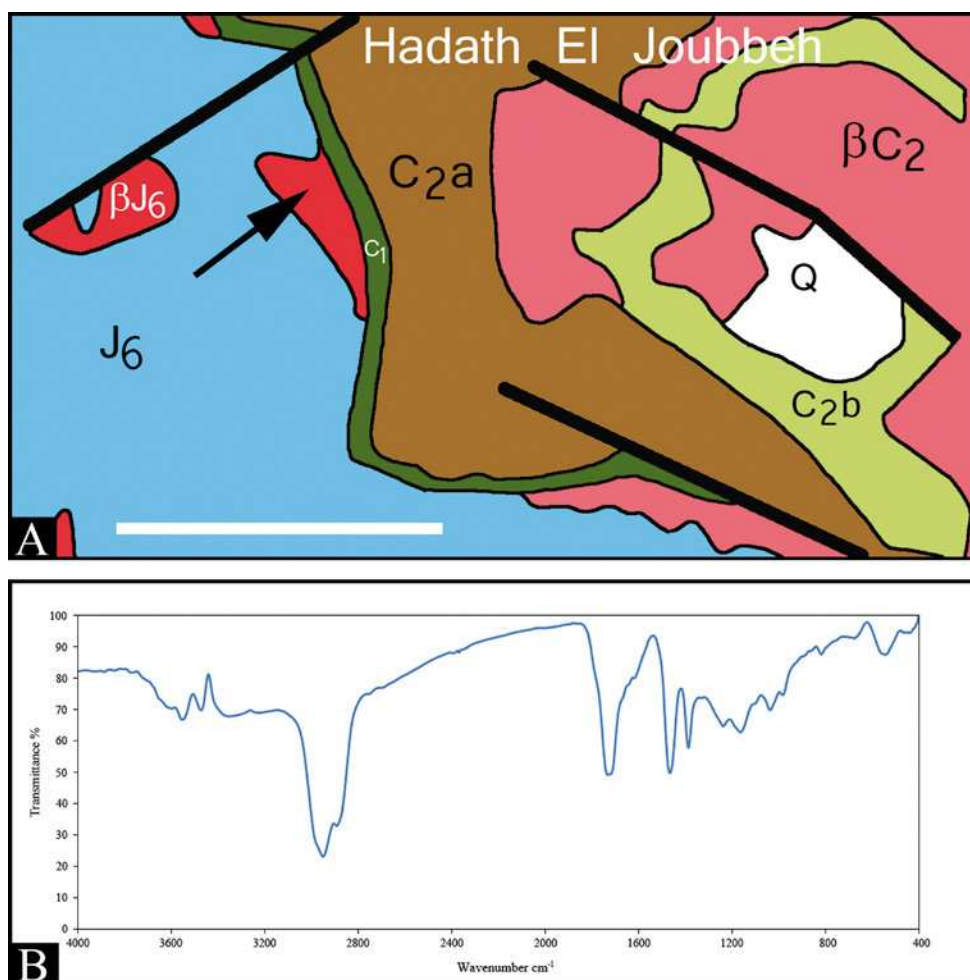 Hadath El Joubbeh
βC₂
C₂a
βJ₆
C₁
Q
J₆
C₂b
A
100
90
80
70
60
50
40
30
20
10
0
Transmittance %
4000 3600 3200 2800 2400 2000 1600 1200 800 400
Wavenumber cm⁻¹
B